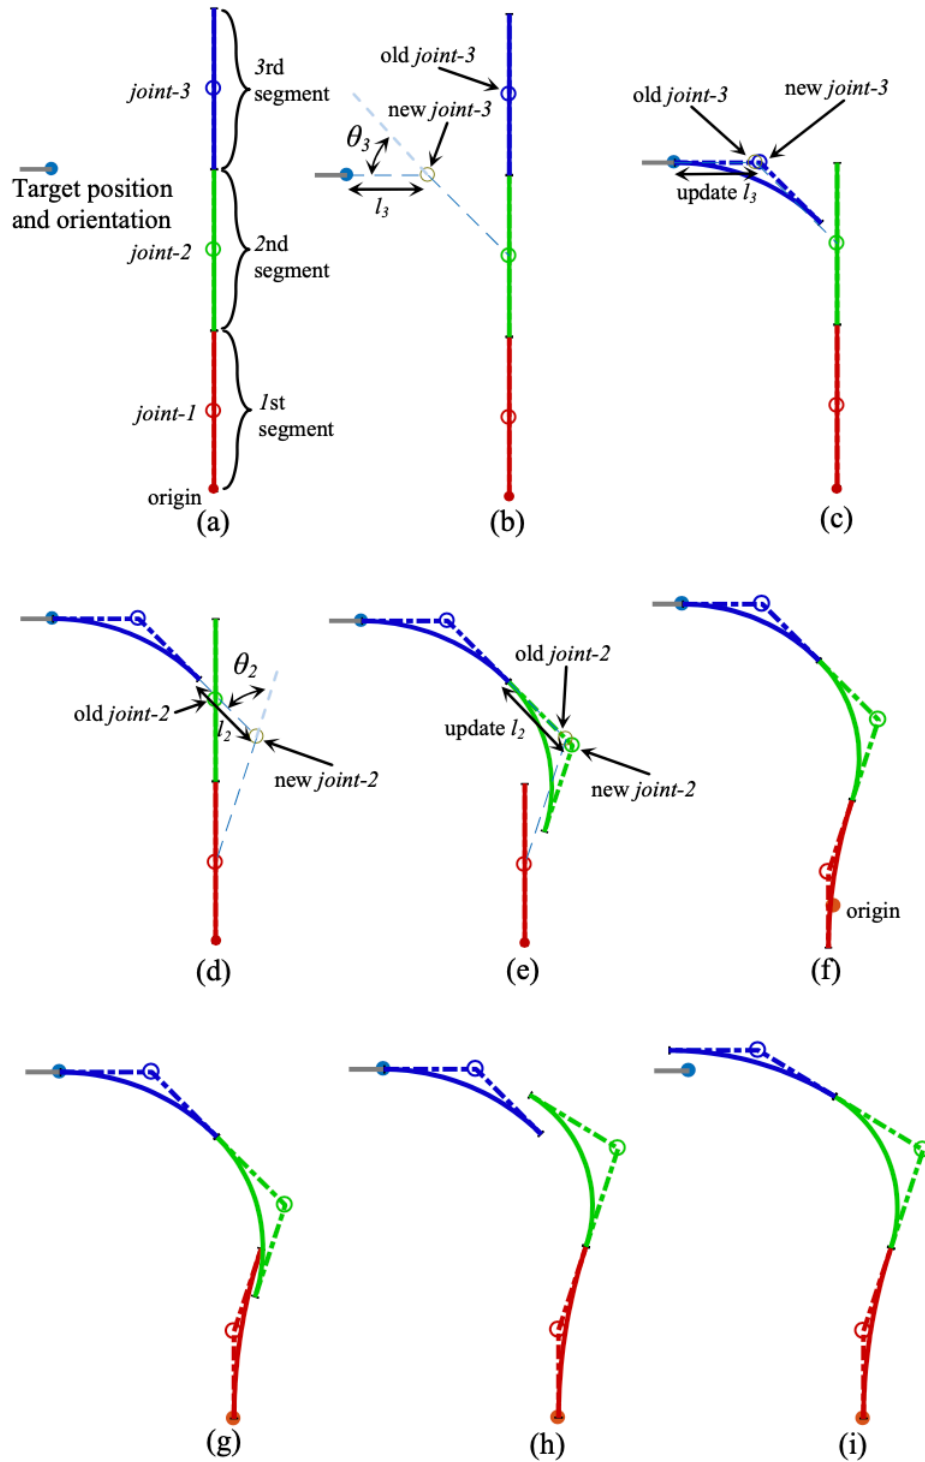 joint-3
3rd
segment
Target position
and orientation
joint-2
2nd
segment
joint-1
1st
segment
origin
(a)
old joint-3
new joint-3
θ3
l3
(b)
old joint-3
new joint-3
update l3
(c)
θ2
old joint-2
l2
new joint-2
(d)
old joint-2
update l2
new joint-2
(e)
origin
(f)
(g)
(h)
(i)